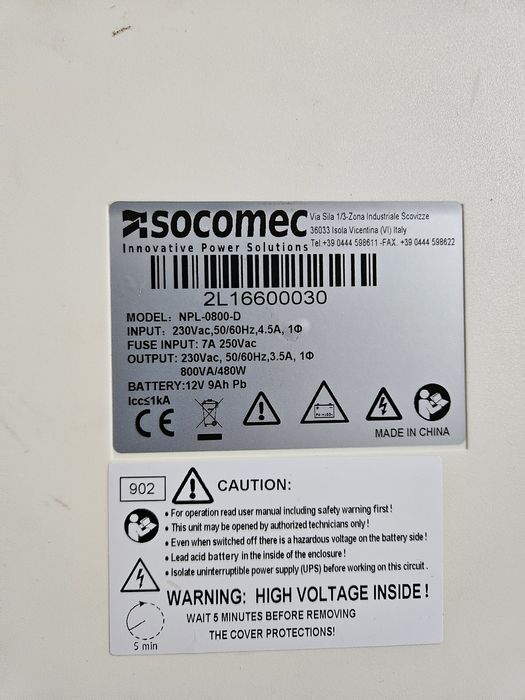 socomec
Innovative Power Solutions
Via Sila 1/3-Zona Industriale Scovizze
36033 Isola Vicentina (VI) Italy
Tel.+39 0444 598611 -FAX. +39 0444 598622
2L16600030
MODEL: NPL-0800-D
INPUT: 230Vac,50/60Hz,4.5A, 1Φ
FUSE INPUT: 7A 250Vac
OUTPUT: 230Vac, 50/60Hz,3.5A, 1Φ
800VA/480W
BATTERY:12V 9Ah Pb
Icc≤1kA
CE
MADE IN CHINA
902
CAUTION:
• For operation read user manual including safety warning first !
• This unit may be opened by authorized technicians only !
• Even when switched off there is a hazardous voltage on the battery side !
• Lead acid battery in the inside of the enclosure !
• Isolate uninterruptible power supply (UPS) before working on this circuit .
WARNING: HIGH VOLTAGE INSIDE !
WAIT 5 MINUTES BEFORE REMOVING
THE COVER PROTECTIONS!
5 min